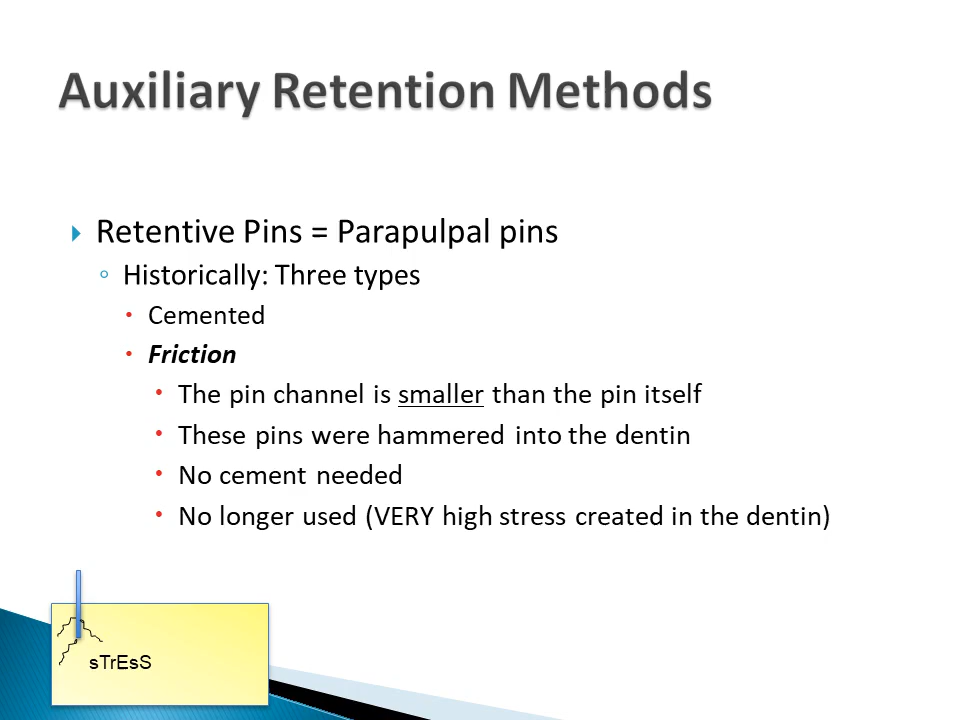 Auxiliary Retention Methods
Retentive Pins = Parapulpal pins
Historically: Three types
Cemented
Friction
The pin channel is smaller than the pin itself
These pins were hammered into the dentin
No cement needed
No longer used (VERY high stress created in the dentin)
sTrEsS